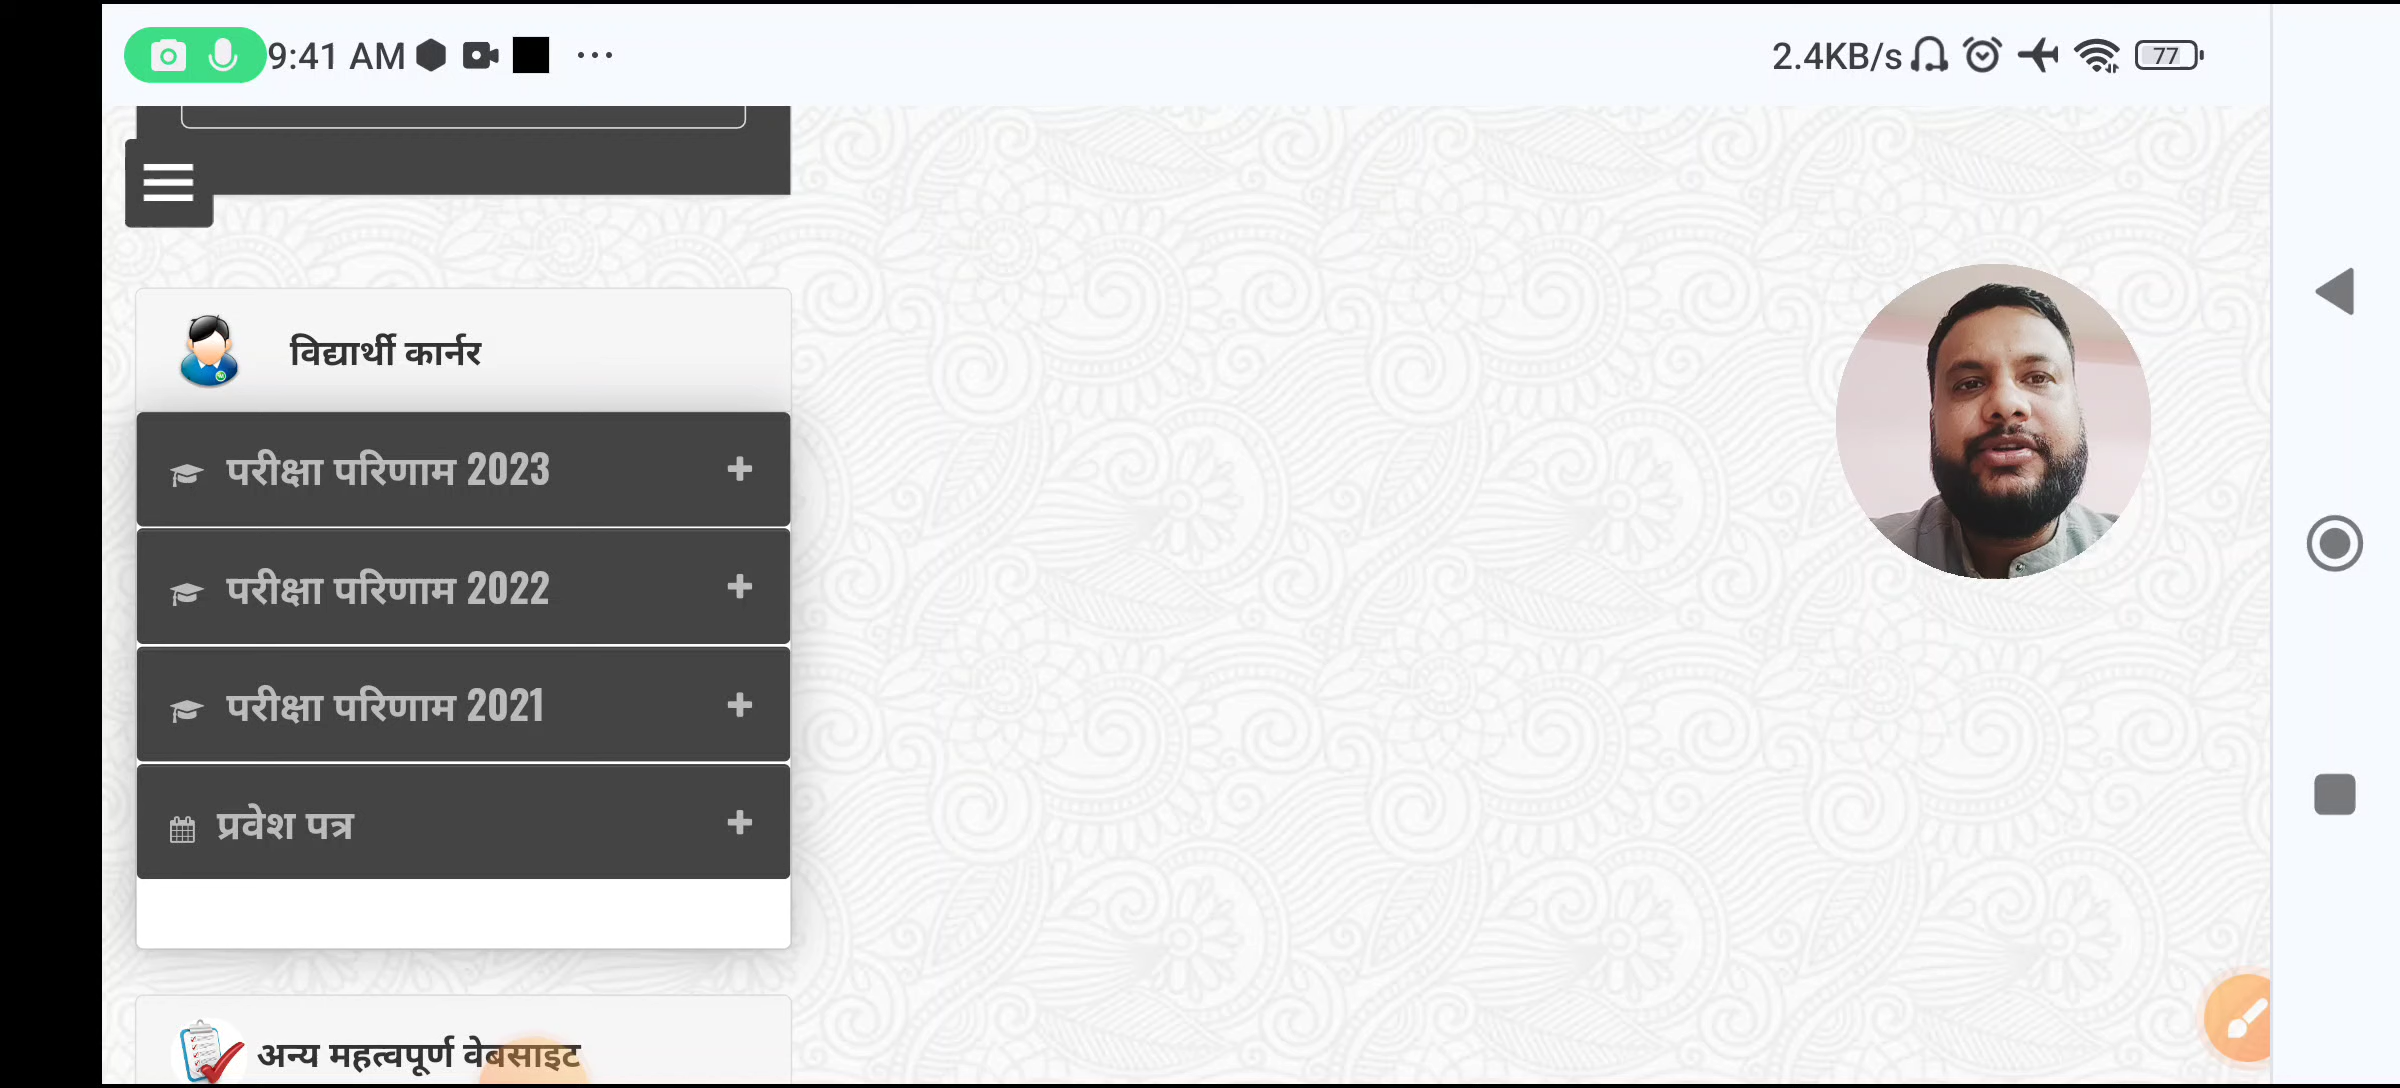 9:41 AM
2.4KB/s
77
विद्यार्थी कार्नर
परीक्षा परिणाम 2023
परीक्षा परिणाम 2022
परीक्षा परिणाम 2021
प्रवेश पत्र
अन्य महत्वपूर्ण वेबसाइट